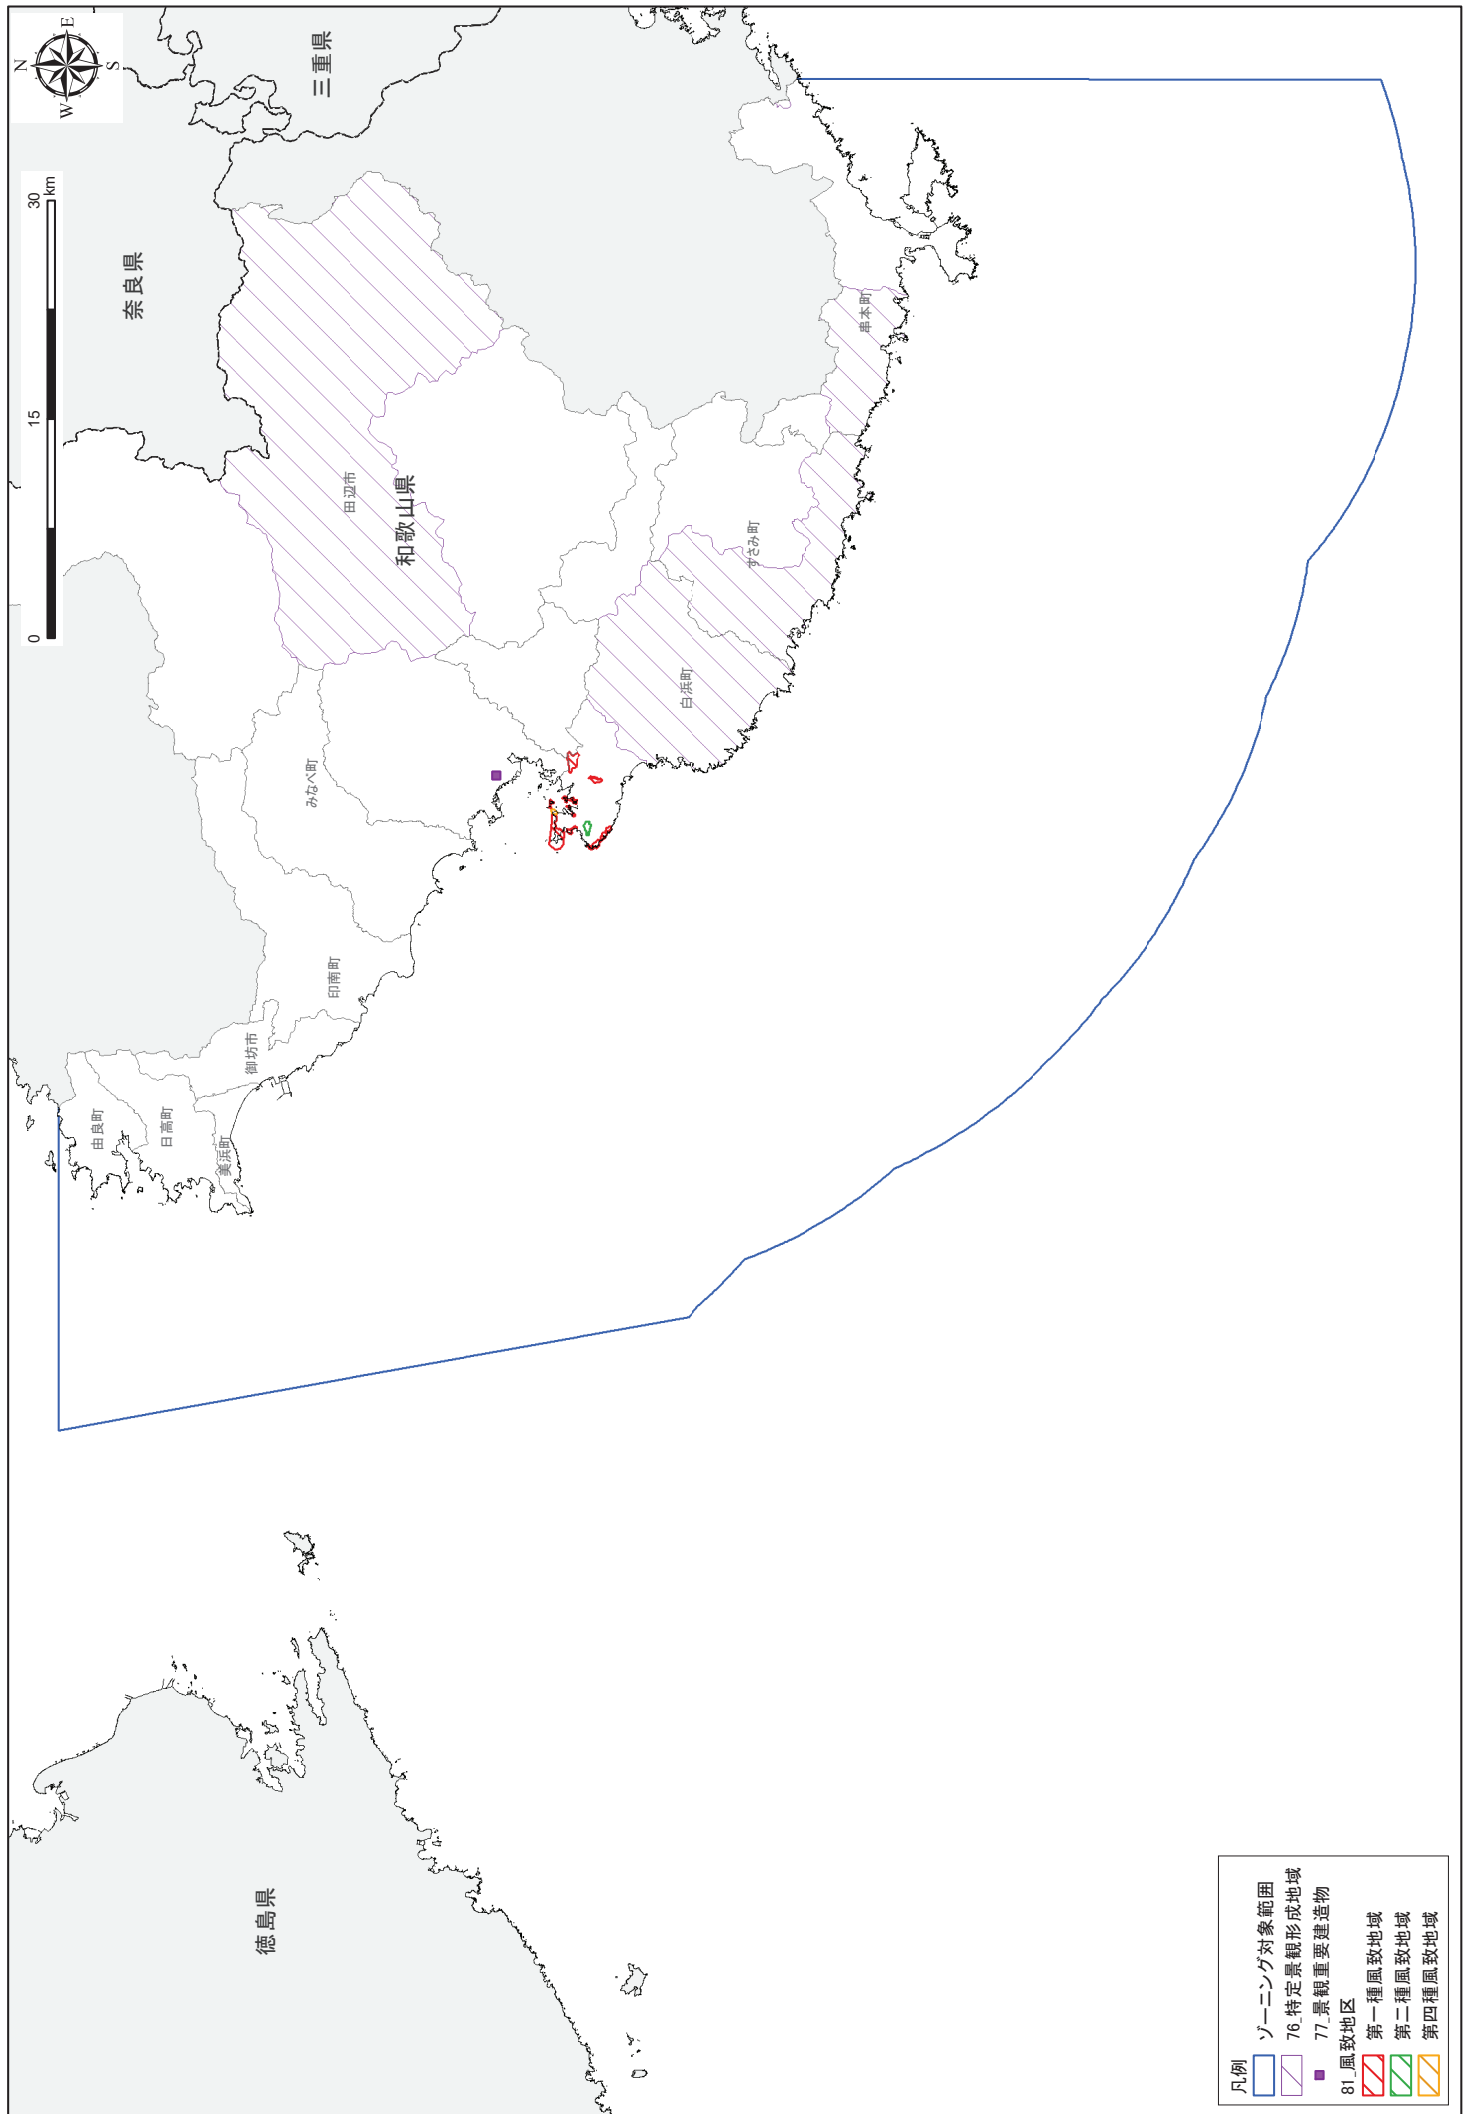 N
W
E
S
0
15
30
km
奈良県
三重県
和歌山県
徳島県
田辺市
みなべ町
印南町
御坊市
由良町
日高町
美浜町
白浜町
すさみ町
串本町
凡例
ゾーニング対象範囲
76_特定景観形成地域
77_景観重要建造物
81_風致地区
第一種風致地域
第二種風致地域
第四種風致地域